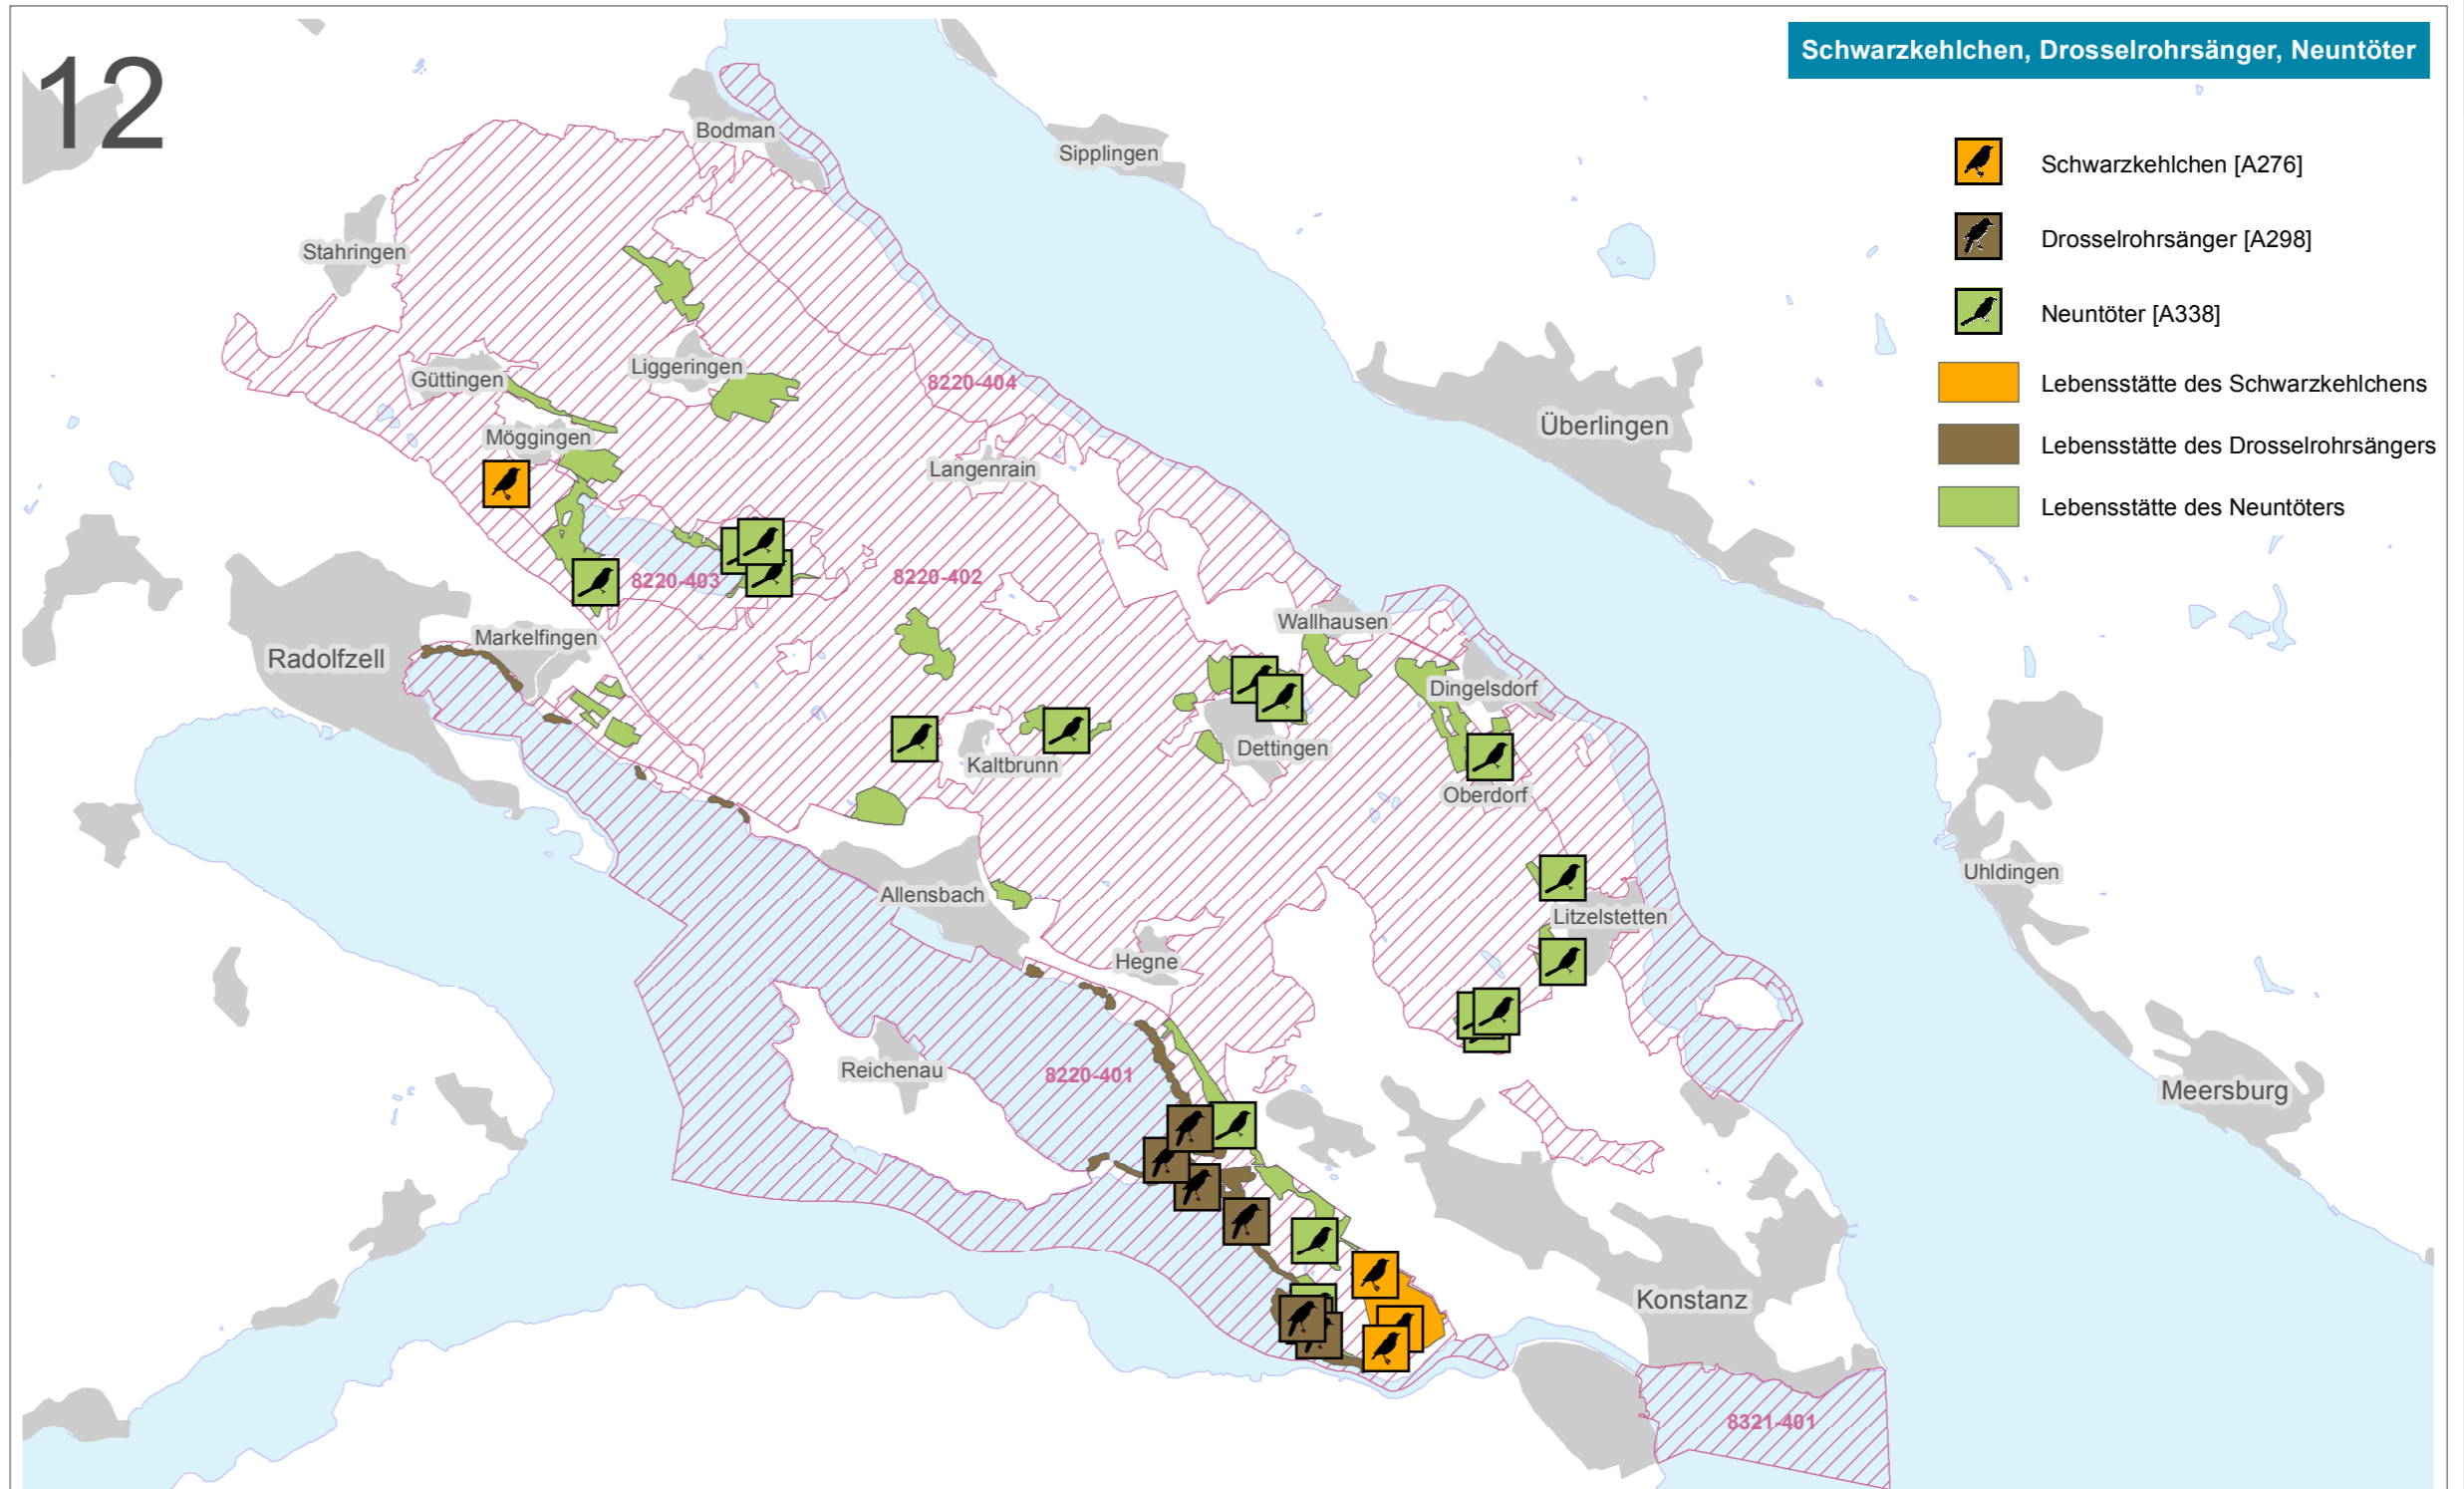 12
Schwarzkehlchen, Drosselrohrsänger, Neuntöter
Schwarzkehlchen [A276]
Drosselrohrsänger [A298]
Neuntöter [A338]
Lebensstätte des Schwarzkehlchens
Lebensstätte des Drosselrohrsängers
Lebensstätte des Neuntöters
Bodman
Sipplingen
Stahringen
Liggeringen
Güttingen
8220-404
Überlingen
Möggingen
Langenrain
8220-403
8220-402
Wallhausen
Markelfingen
Radolfzell
Dingelsdorf
Dettingen
Kaltbrunn
Oberdorf
Uhldingen
Allensbach
Litzelstetten
Hegne
Reichenau
8220-401
Meersburg
Konstanz
8321-401